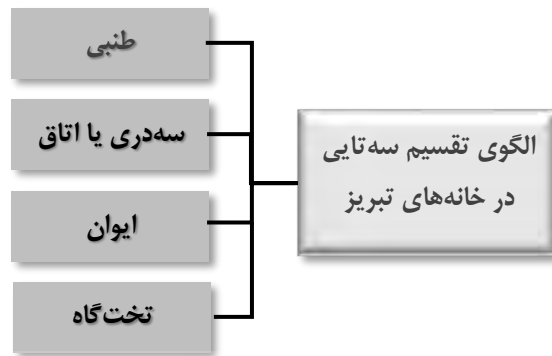 الگوی تقسیم سه‌تایی
در خانه‌های تبریز
طنبی
سه‌دری یا اتاق
ایوان
تخت‌گاه